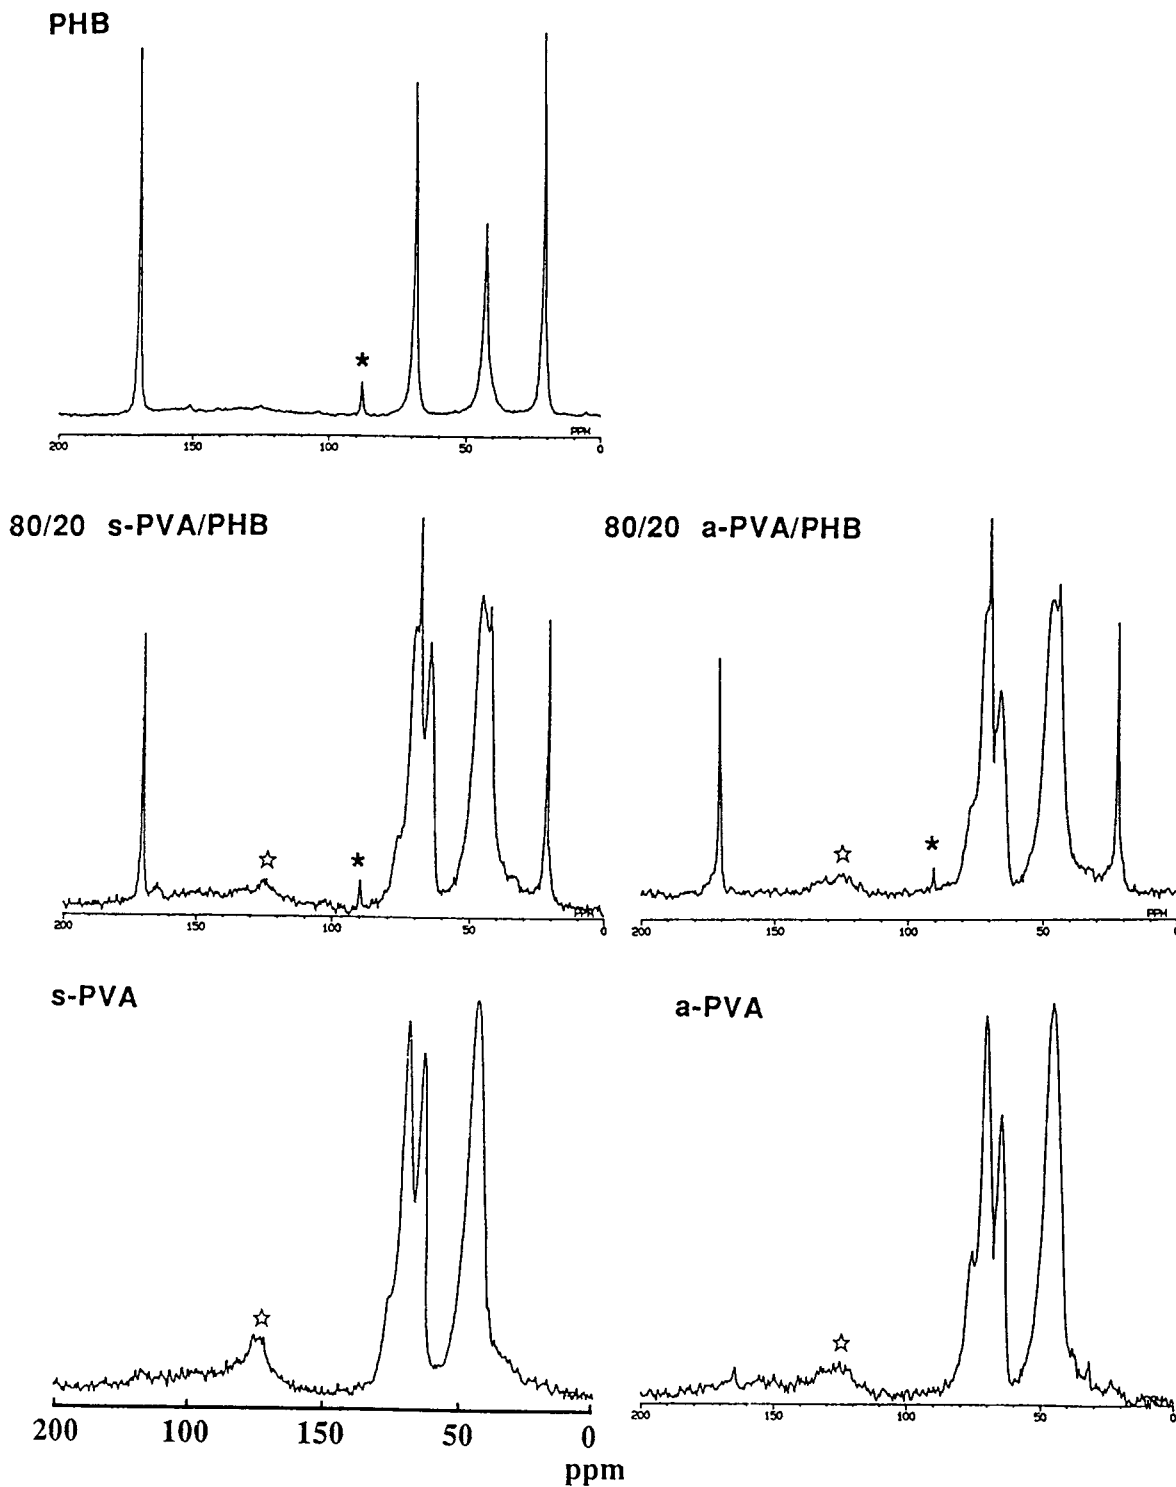 PHB
*
PPM
200 150 100 50 0
80/20 s-PVA/PHB 80/20 a-PVA/PHB
☆ * ☆ *
PPM PPM
200 150 100 50 0 200 150 100 50 0
s-PVA a-PVA
☆ ☆
200 150 100 50 0
200 100 150 50 0
ppm